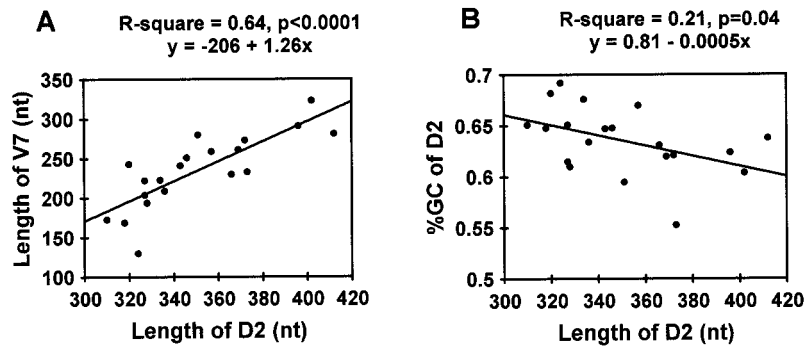 A
R-square = 0.64, p<0.0001
y = -206 + 1.26x
350
300
250
200
150
100
Length of V7 (nt)
300 320 340 360 380 400 420
Length of D2 (nt)
B
R-square = 0.21, p=0.04
y = 0.81 - 0.0005x
0.7
0.65
0.6
0.55
0.5
%GC of D2
300 320 340 360 380 400 420
Length of D2 (nt)